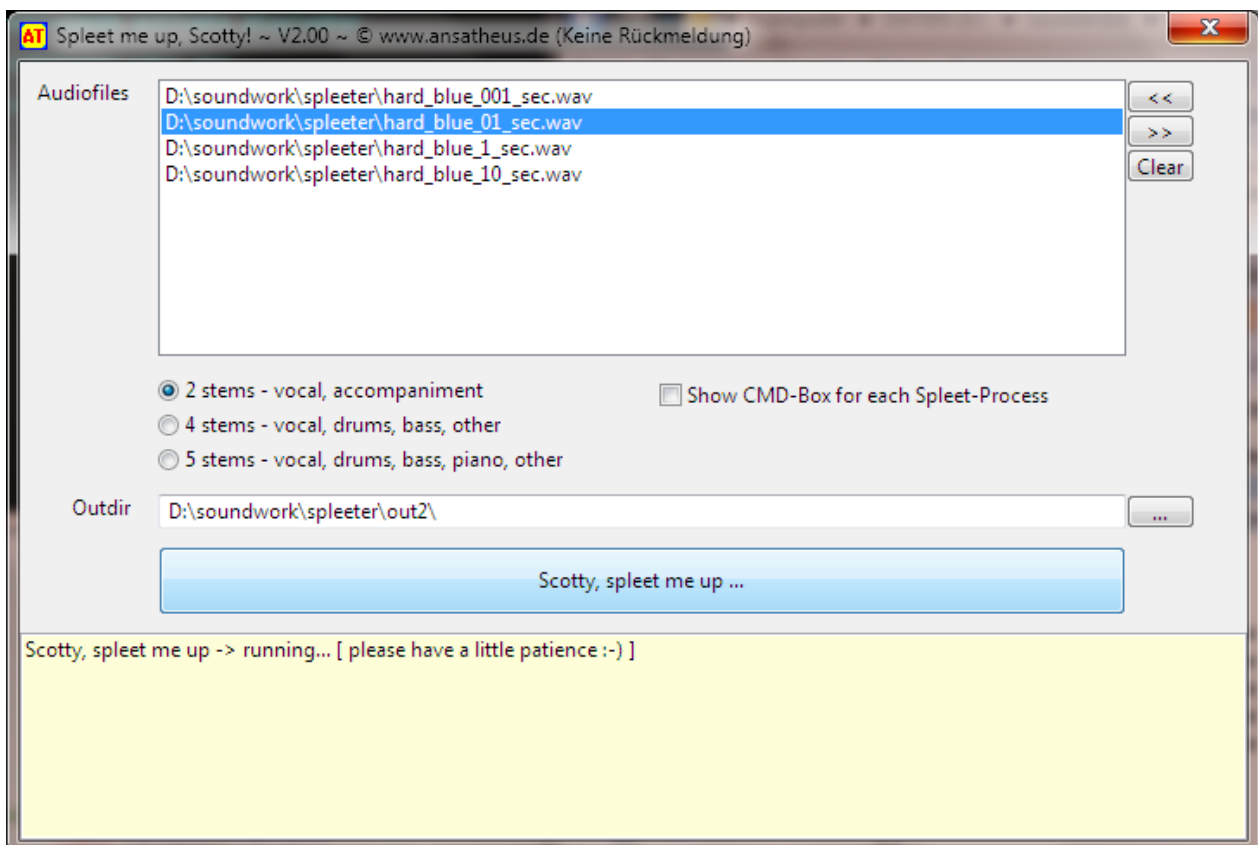 AT Spleet me up, Scotty! ~ V2.00 ~ © www.ansatheus.de (Keine Rückmeldung) X
Audiofiles
D:\soundwork\spleeter\hard_blue_001_sec.wav
D:\soundwork\spleeter\hard_blue_01_sec.wav
D:\soundwork\spleeter\hard_blue_1_sec.wav
D:\soundwork\spleeter\hard_blue_10_sec.wav
<<
>>
Clear
2 stems - vocal, accompaniment
Show CMD-Box for each Spleet-Process
4 stems - vocal, drums, bass, other
5 stems - vocal, drums, bass, piano, other
Outdir D:\soundwork\spleeter\out2\ ...
Scotty, spleet me up ...
Scotty, spleet me up -> running... [ please have a little patience :-) ]